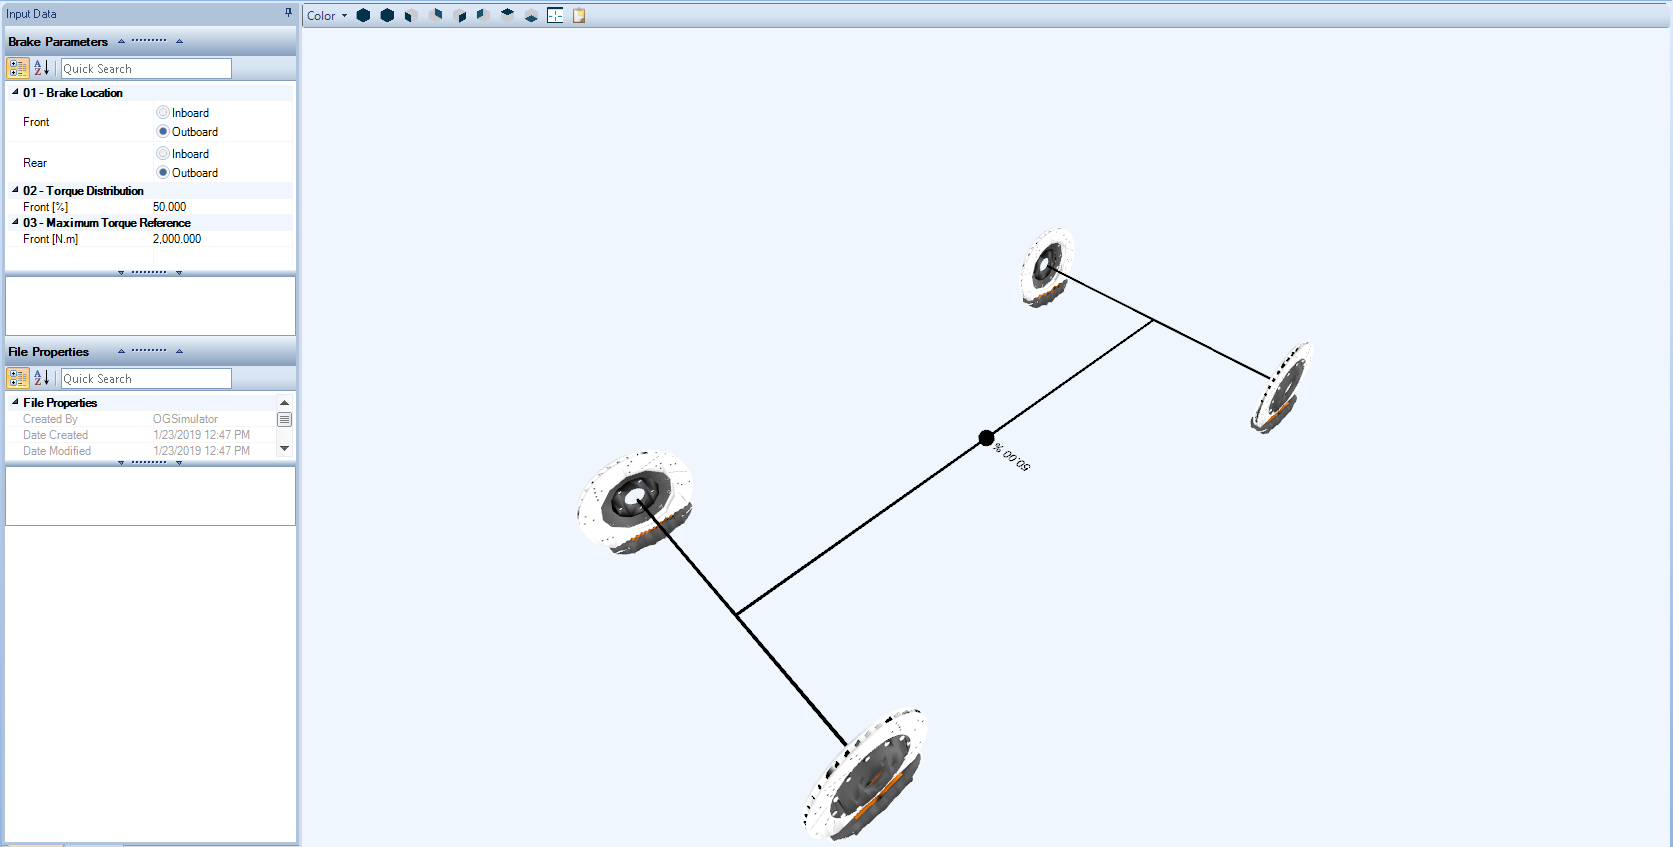 Input Data
Color
Brake Parameters
Quick Search
01 - Brake Location
Front
Inboard
Outboard
Rear
Inboard
Outboard
02 - Torque Distribution
Front [%] 50.000
03 - Maximum Torque Reference
Front [N.m] 2,000.000
File Properties
Quick Search
File Properties
Created By OGSimulator
Date Created 1/23/2019 12:47 PM
Date Modified 1/23/2019 12:47 PM
50.00 %